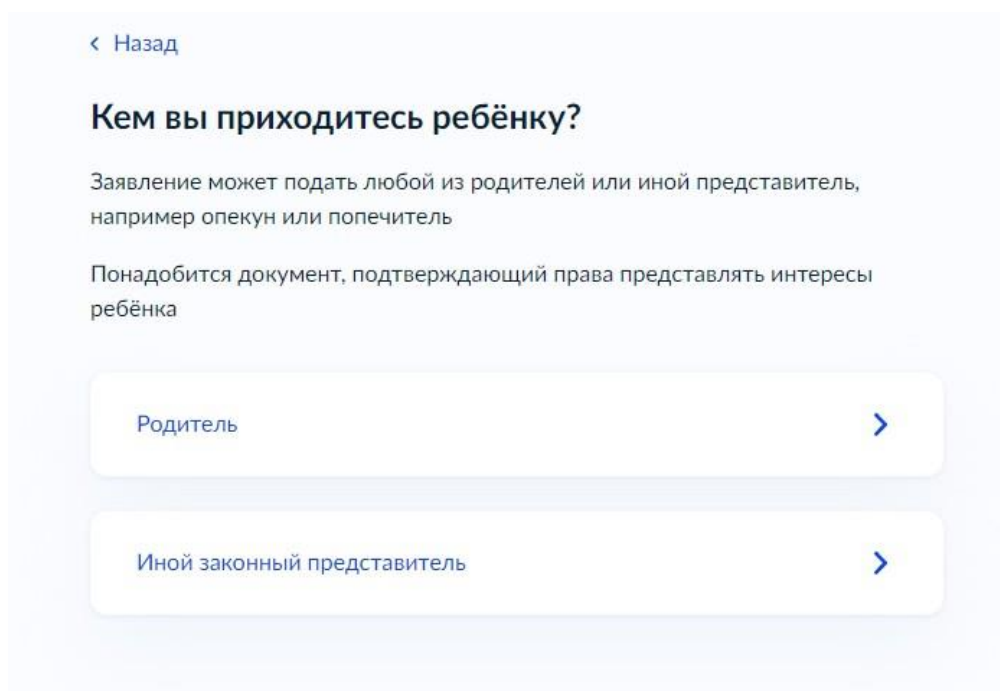 Назад
Кем вы приходитесь ребёнку?
Заявление может подать любой из родителей или иной представитель,
например опекун или попечитель
Понадобится документ, подтверждающий права представлять интересы
ребёнка
Родитель
Иной законный представитель